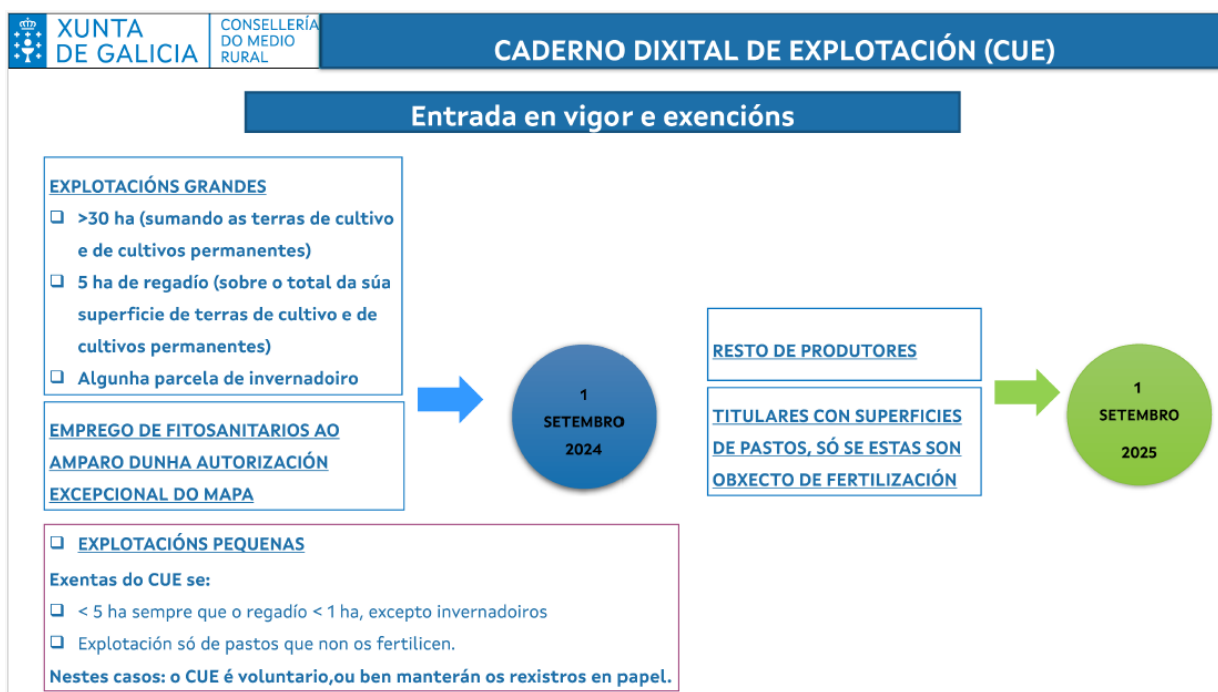 XUNTA
DE GALICIA
CONSELLERÍA
DO MEDIO
RURAL
CADERNO DIXITAL DE EXPLOTACIÓN (CUE)
Entrada en vigor e exencións
EXPLOTACIÓNS GRANDES
❑ >30 ha (sumando as terras de cultivo
e de cultivos permanentes)
❑ 5 ha de regadío (sobre o total da súa
superficie de terras de cultivo e de
cultivos permanentes)
❑ Algunha parcela de invernadoiro
EMPREGO DE FITOSANITARIOS AO
AMPARO DUNHA AUTORIZACIÓN
EXCEPCIONAL DO MAPA
1
SETEMBRO
2024
RESTO DE PRODUTORES
TITULARES CON SUPERFICIES
DE PASTOS, SÓ SE ESTAS SON
OBXECTO DE FERTILIZACIÓN
1
SETEMBRO
2025
❑ EXPLOTACIÓNS PEQUENAS
Exentas do CUE se:
❑ < 5 ha sempre que o regadío < 1 ha, excepto invernadoiros
❑ Explotación só de pastos que non os fertilicen.
Nestes casos: o CUE é voluntario,ou ben manterán os rexistros en papel.